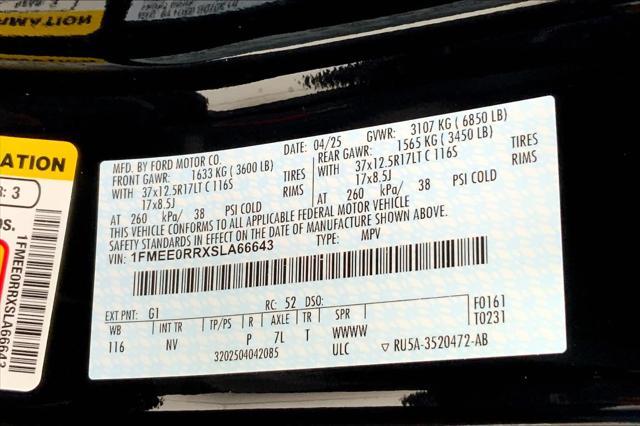 RMATION
ATION
R: 3
OS.
1FMEE0RRXSLA66643
MFD. BY FORD MOTOR CO. DATE: 04/25 GVWR: 3107 KG ( 6850 LB)
FRONT GAWR: 1633 KG ( 3600 LB) REAR GAWR: 1565 KG ( 3450 LB)
WITH 37x12.5R17LT C 116S TIRES WITH 37x12.5R17LT C 116S TIRES
17x8.5J RIMS 17x8.5J RIMS
AT 260 kPa/ 38 PSI COLD AT 260 kPa/ 38 PSI COLD
THIS VEHICLE CONFORMS TO ALL APPLICABLE FEDERAL MOTOR VEHICLE
SAFETY STANDARDS IN EFFECT ON THE DATE OF MANUFACTURE SHOWN ABOVE.
VIN: 1FMEE0RRXSLA66643 TYPE: MPV
EXT PNT: G1 RC: 52 DSO: F0161
WB INT TR TP/PS R AXLE TR SPR T0231
116 NV P 7L T WWWW
3202504042085 ULC ▽ RU5A-3520472-AB